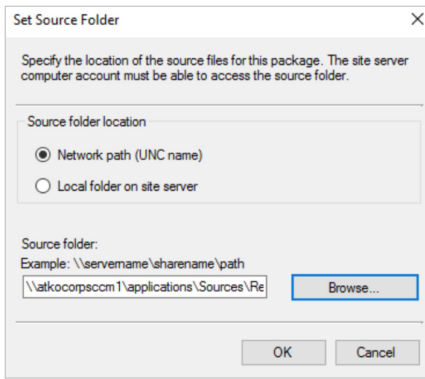 Set Source Folder
Specify the location of the source files for this package. The site server
computer account must be able to access the source folder.
Source folder location
Network path (UNC name)
Local folder on site server
Source folder:
Example: \\servername\sharename\path
\\atkocorpsccm1\applications\Sources\Re
Browse...
OK Cancel